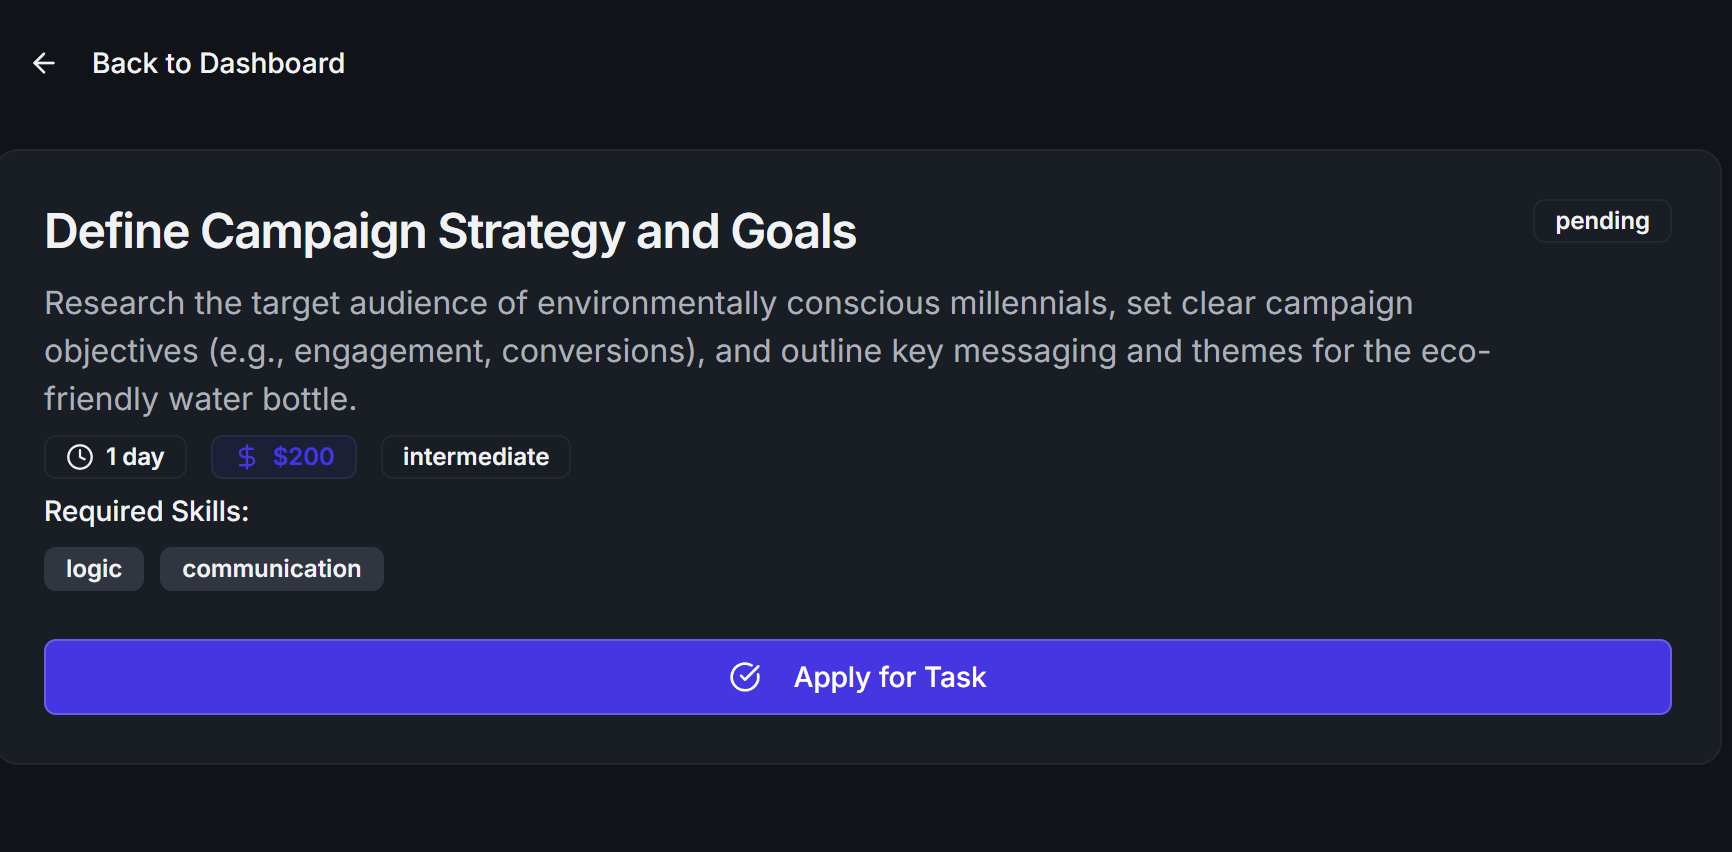 Back to Dashboard
Define Campaign Strategy and Goals
pending
Research the target audience of environmentally conscious millennials, set clear campaign
objectives (e.g., engagement, conversions), and outline key messaging and themes for the eco-
friendly water bottle.
1 day
$ $200
intermediate
Required Skills:
logic
communication
Apply for Task